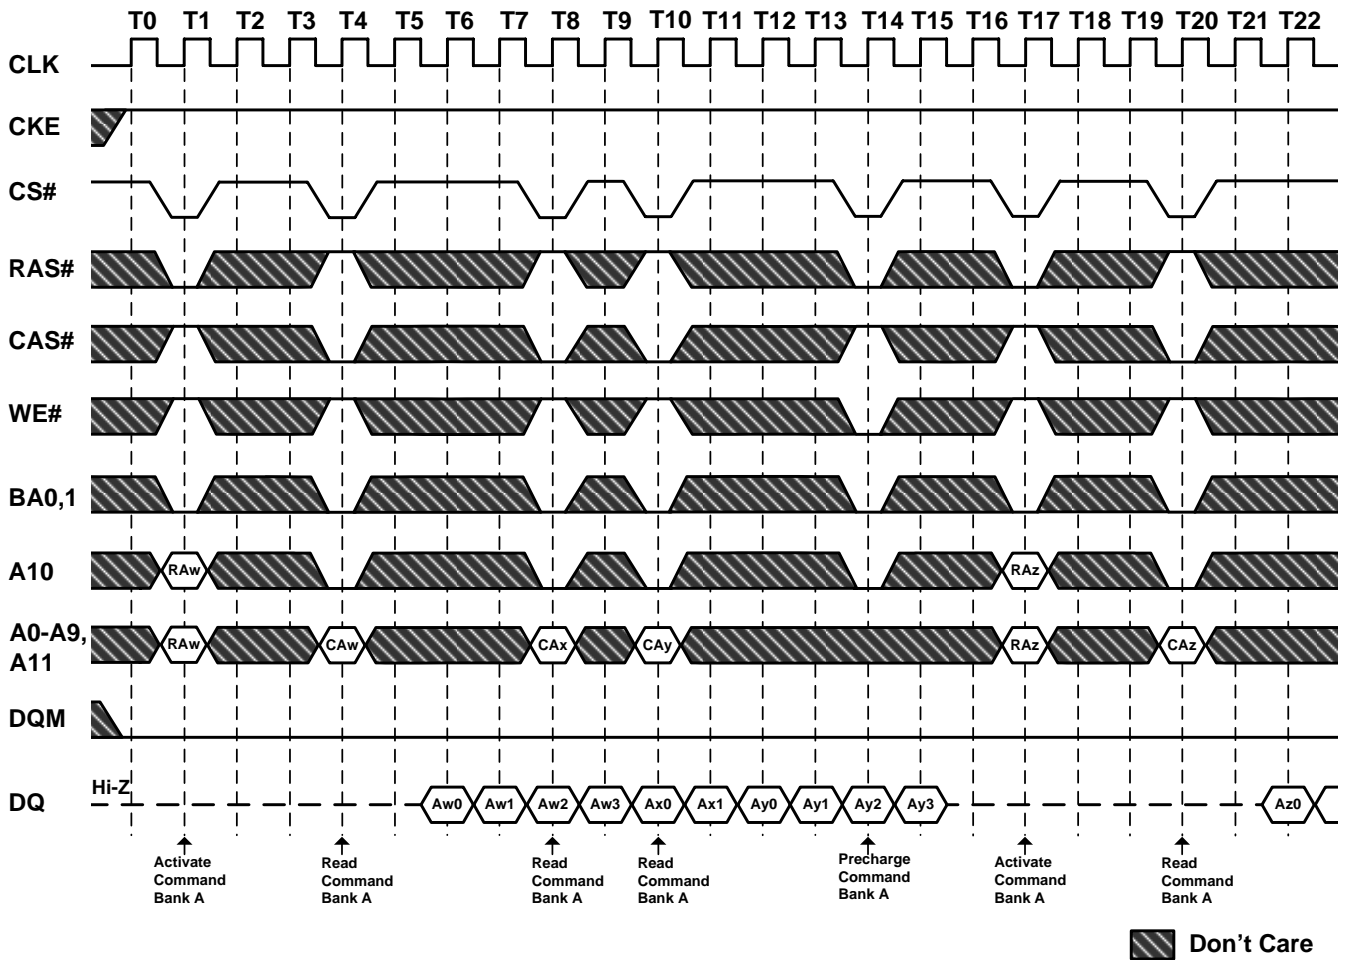 T0 T1 T2 T3 T4 T5 T6 T7 T8 T9 T10 T11 T12 T13 T14 T15 T16 T17 T18 T19 T20 T21 T22
CLK
CKE
CS#
RAS#
CAS#
WE#
BA0,1
A10 RAw RAz
A0-A9,
A11 RAw CAw CAx CAy RAz CAz
DQM
Hi-Z
DQ Aw0 Aw1 Aw2 Aw3 Ax0 Ax1 Ay0 Ay1 Ay2 Ay3 Az0
Activate
Command
Bank A
Read
Command
Bank A
Read
Command
Bank A
Read
Command
Bank A
Precharge
Command
Bank A
Activate
Command
Bank A
Read
Command
Bank A
Don't Care